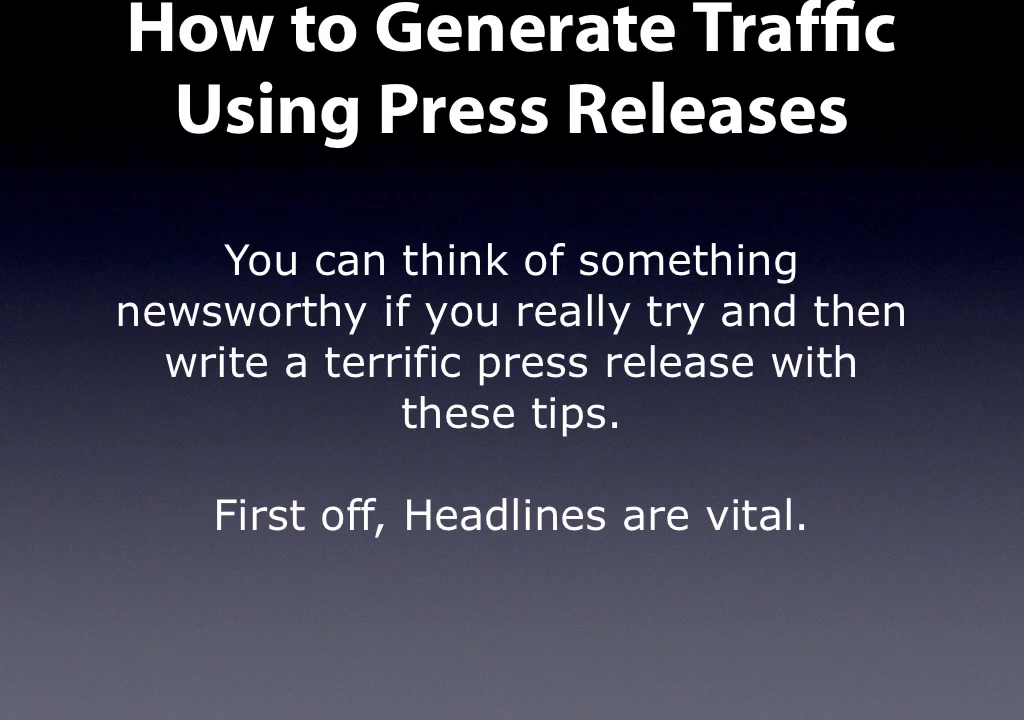 How to Generate Traffic
Using Press Releases
You can think of something
newsworthy if you really try and then
write a terrific press release with
these tips.
First off, Headlines are vital.